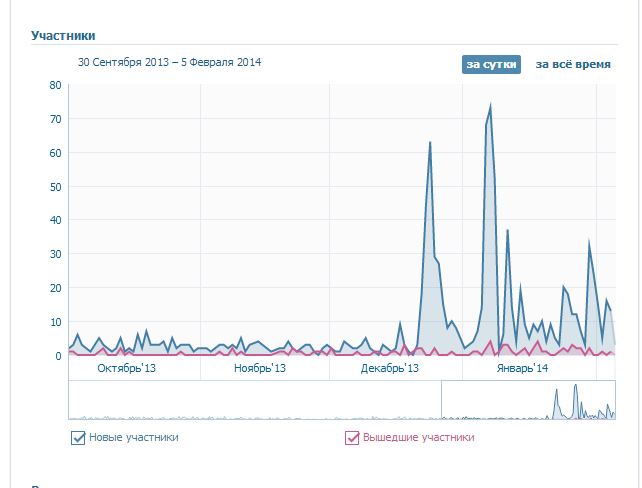 Участники
30 Сентября 2013 – 5 Февраля 2014
за сутки
за всё время
80
70
60
50
40
30
20
10
0
Октябрь'13
Ноябрь'13
Декабрь'13
Январь'14
Новые участники
Вышедшие участники